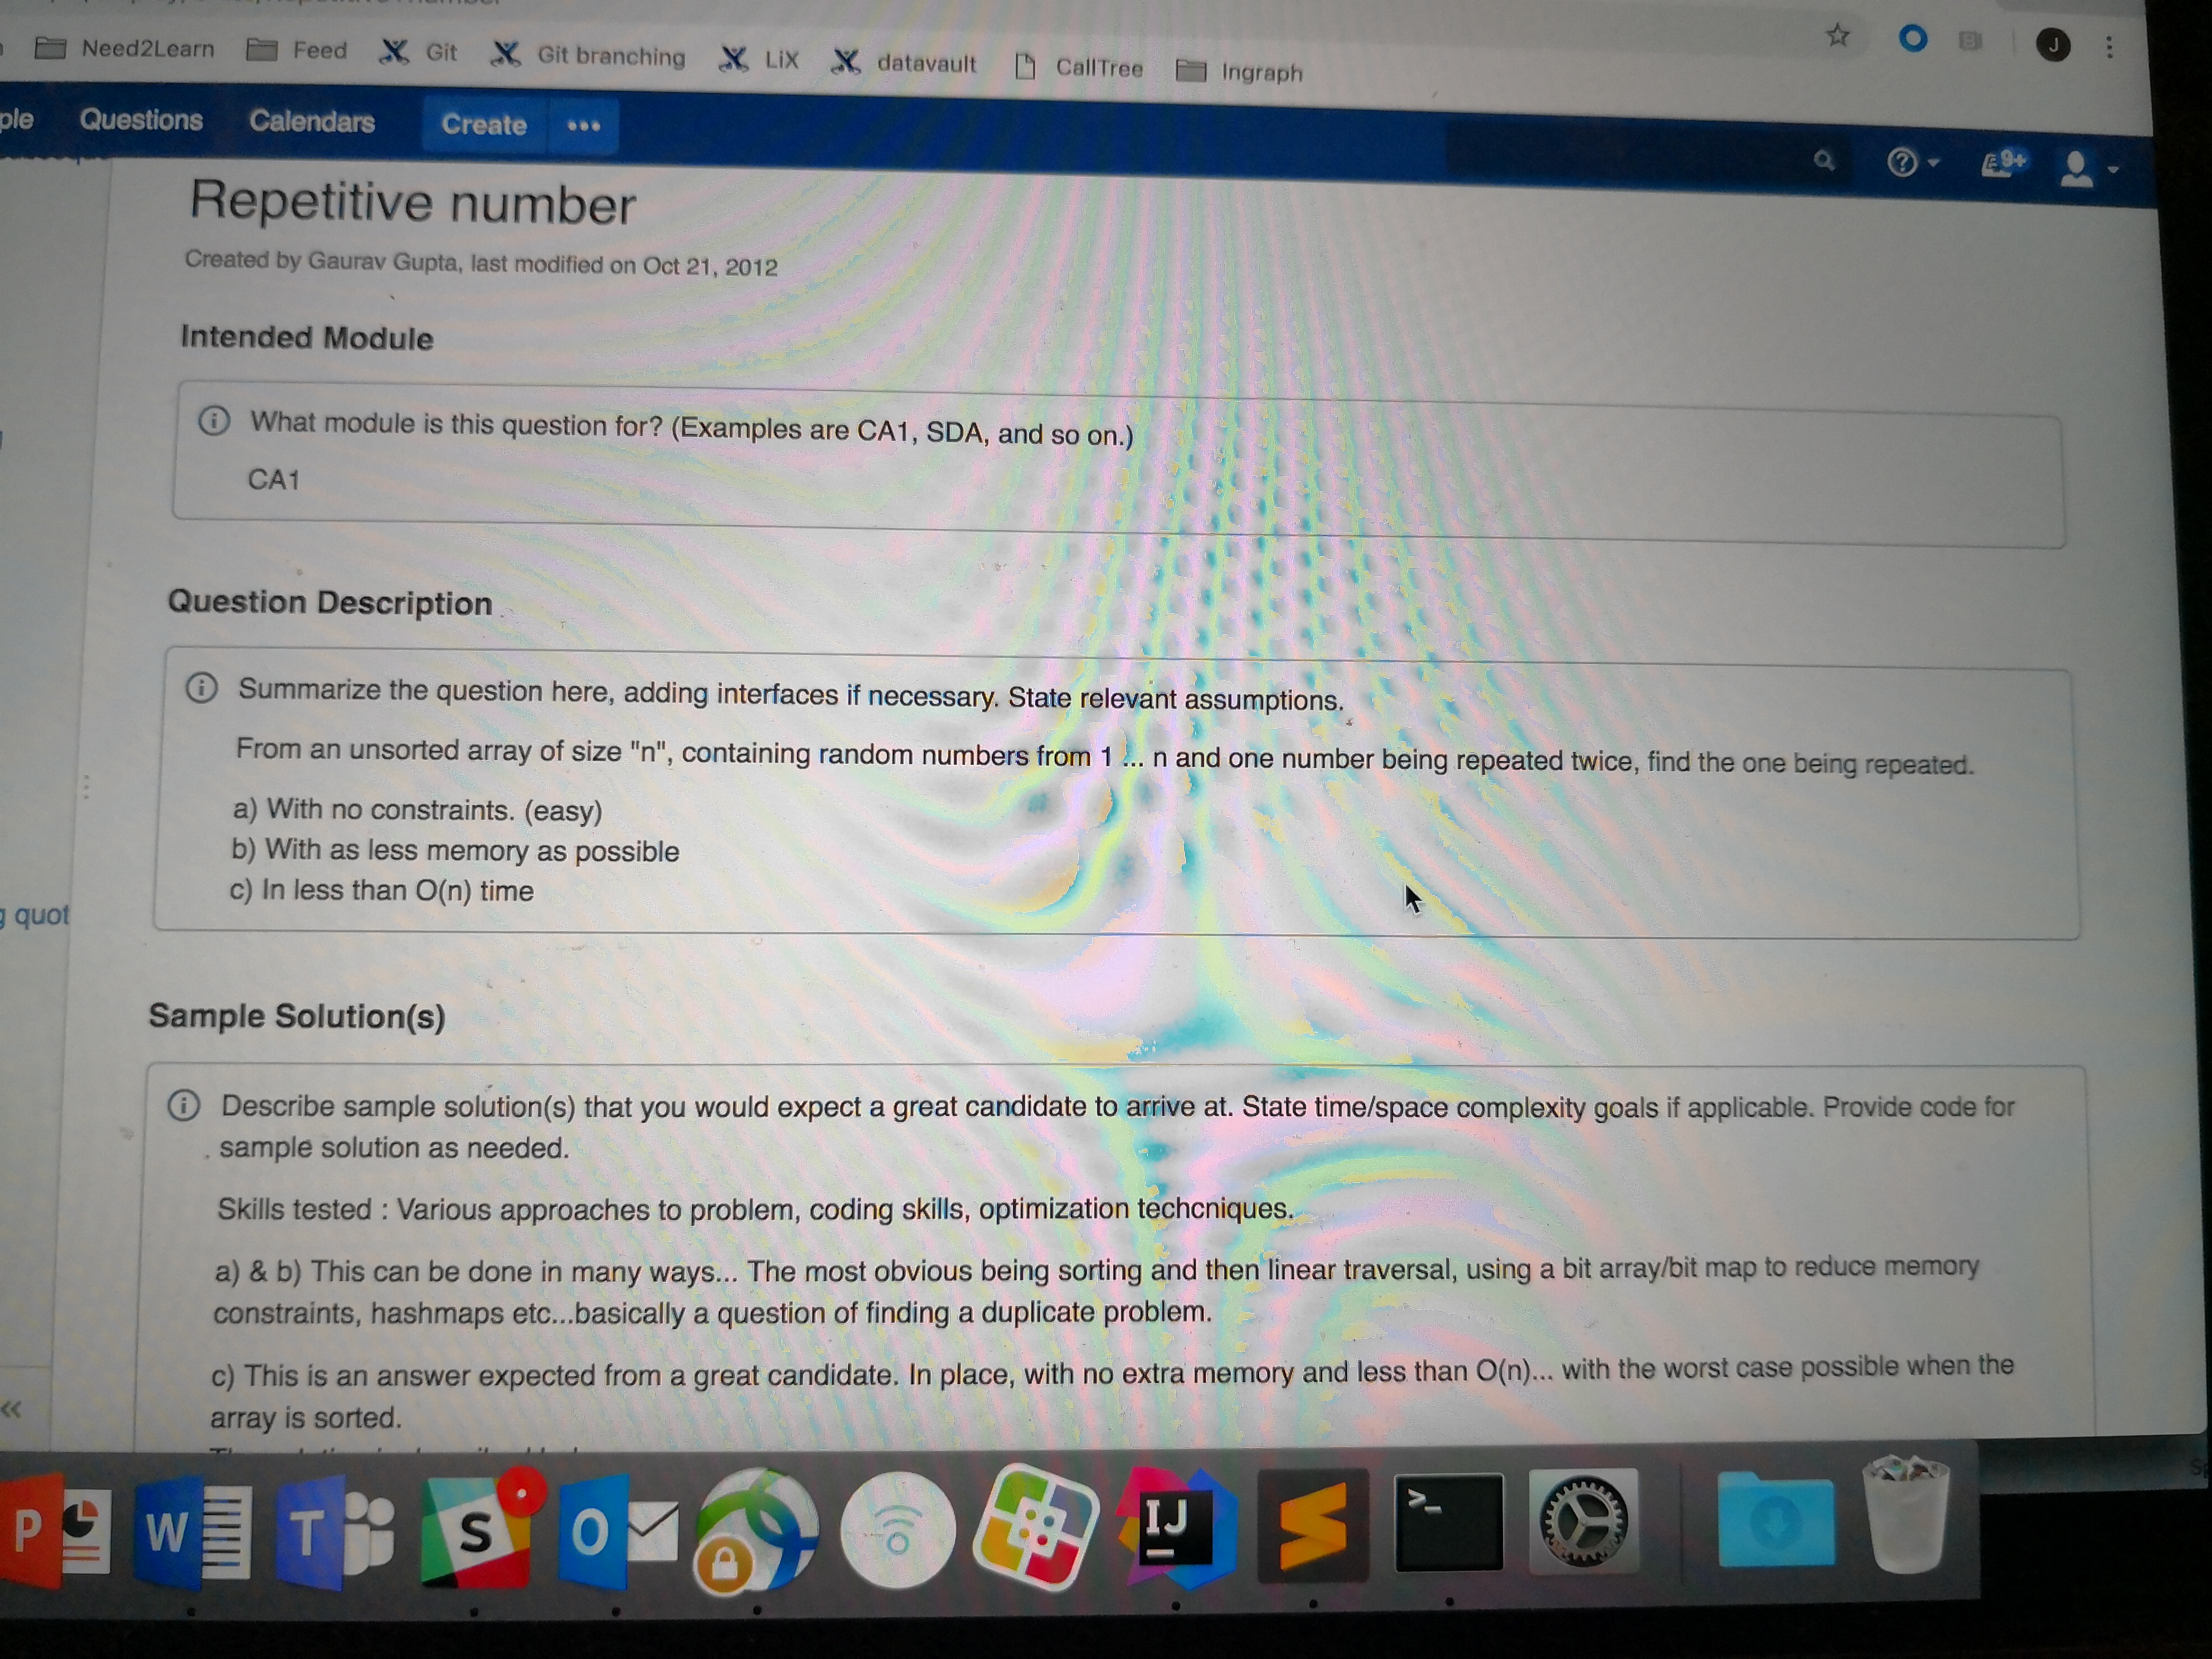 Need2Learn Feed Git Git branching LiX datavault CallTree Ingraph J
ple Questions Calendars Create ••• 9+
Repetitive number
Created by Gaurav Gupta, last modified on Oct 21, 2012
Intended Module
What module is this question for? (Examples are CA1, SDA, and so on.)
CA1
Question Description
Summarize the question here, adding interfaces if necessary. State relevant assumptions.
From an unsorted array of size "n", containing random numbers from 1 ... n and one number being repeated twice, find the one being repeated.
a) With no constraints. (easy)
b) With as less memory as possible
c) In less than O(n) time
g quot
Sample Solution(s)
Describe sample solution(s) that you would expect a great candidate to arrive at. State time/space complexity goals if applicable. Provide code for
sample solution as needed.
Skills tested : Various approaches to problem, coding skills, optimization techcniques.
a) & b) This can be done in many ways... The most obvious being sorting and then linear traversal, using a bit array/bit map to reduce memory
constraints, hashmaps etc...basically a question of finding a duplicate problem.
c) This is an answer expected from a great candidate. In place, with no extra memory and less than O(n)... with the worst case possible when the
array is sorted.
P W T S O IJ >_